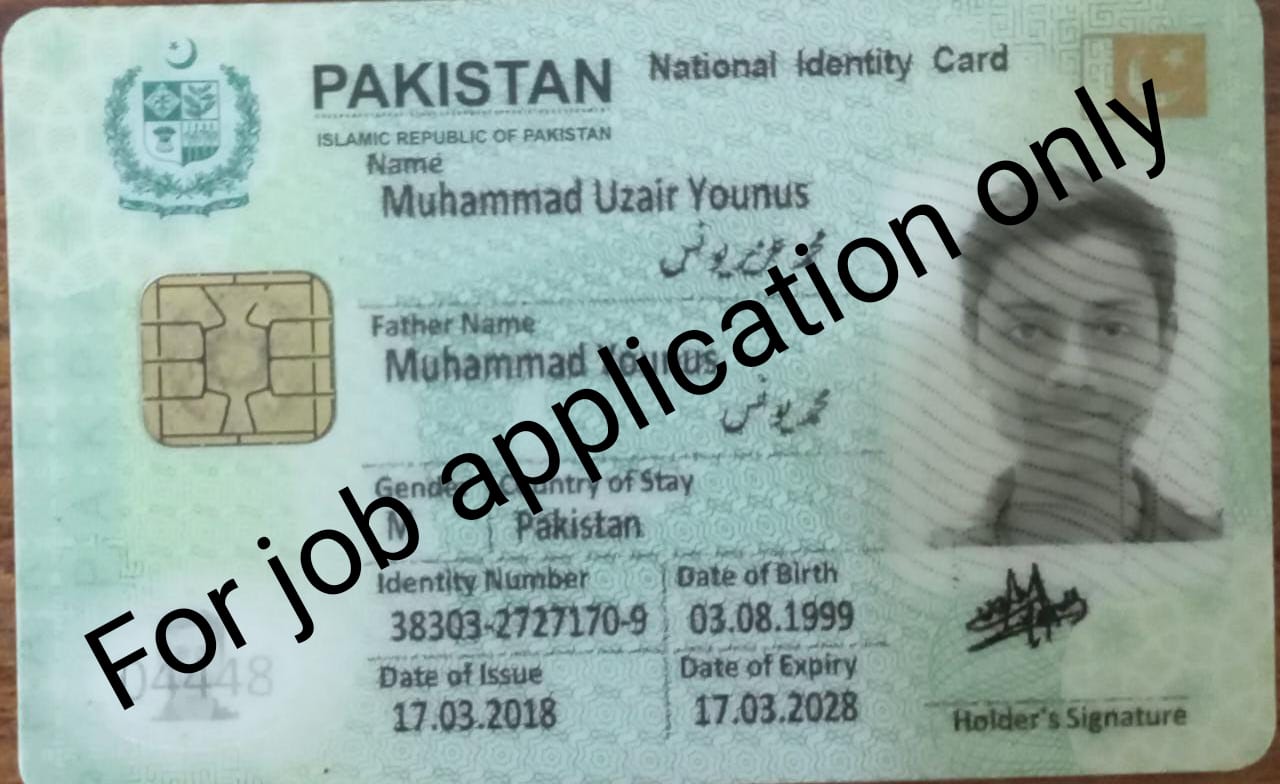 PAKISTAN
National Identity Card
ISLAMIC REPUBLIC OF PAKISTAN
Name
Muhammad Uzair Younus
محمد عزیر یونس
Father Name
Muhammad Younus
محمد یونس
Gender Country of Stay
M Pakistan
Identity Number Date of Birth
38303-2727170-9 03.08.1999
Date of Issue Date of Expiry
17.03.2018 17.03.2028
Holder's Signature
For job application only